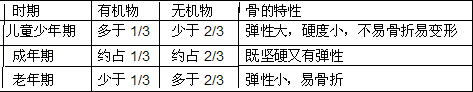 时期 有机物 无机物 骨的特性
儿童少年期 多于 1/3 少于 2/3 弹性大，硬度小，不易骨折易变形
成年期 约占 1/3 约占 2/3 既坚硬又有弹性
老年期 少于 1/3 多于 2/3 弹性小，易骨折